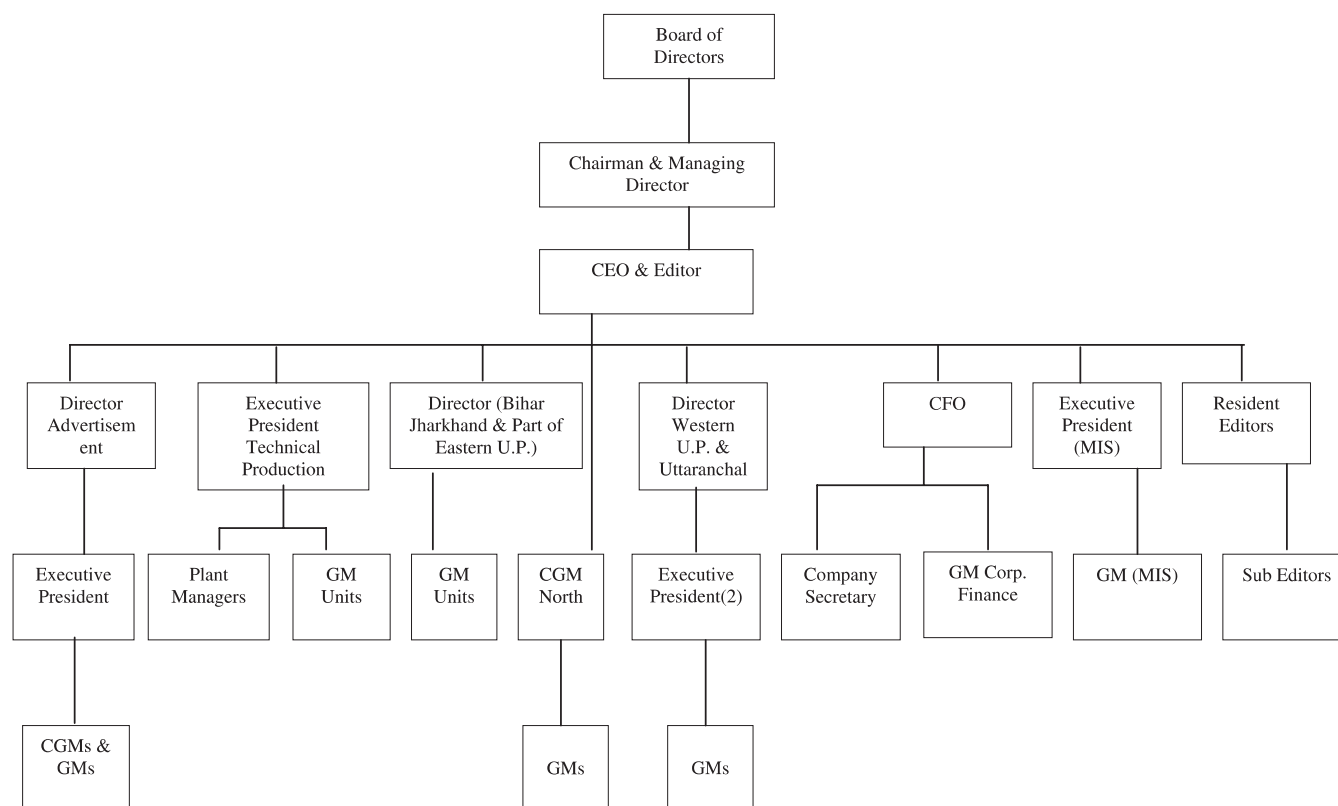 Board of
Directors
Chairman & Managing
Director
CEO & Editor
Director
Advertisem
ent
Executive
President
Technical
Production
Director (Bihar
Jharkhand & Part of
Eastern U.P.)
Director
Western
U.P. &
Uttaranchal
CFO
Executive
President
(MIS)
Resident
Editors
Executive
President
Plant
Managers
GM
Units
GM
Units
CGM
North
Executive
President(2)
Company
Secretary
GM Corp.
Finance
GM (MIS)
Sub Editors
CGMs &
GMs
GMs
GMs